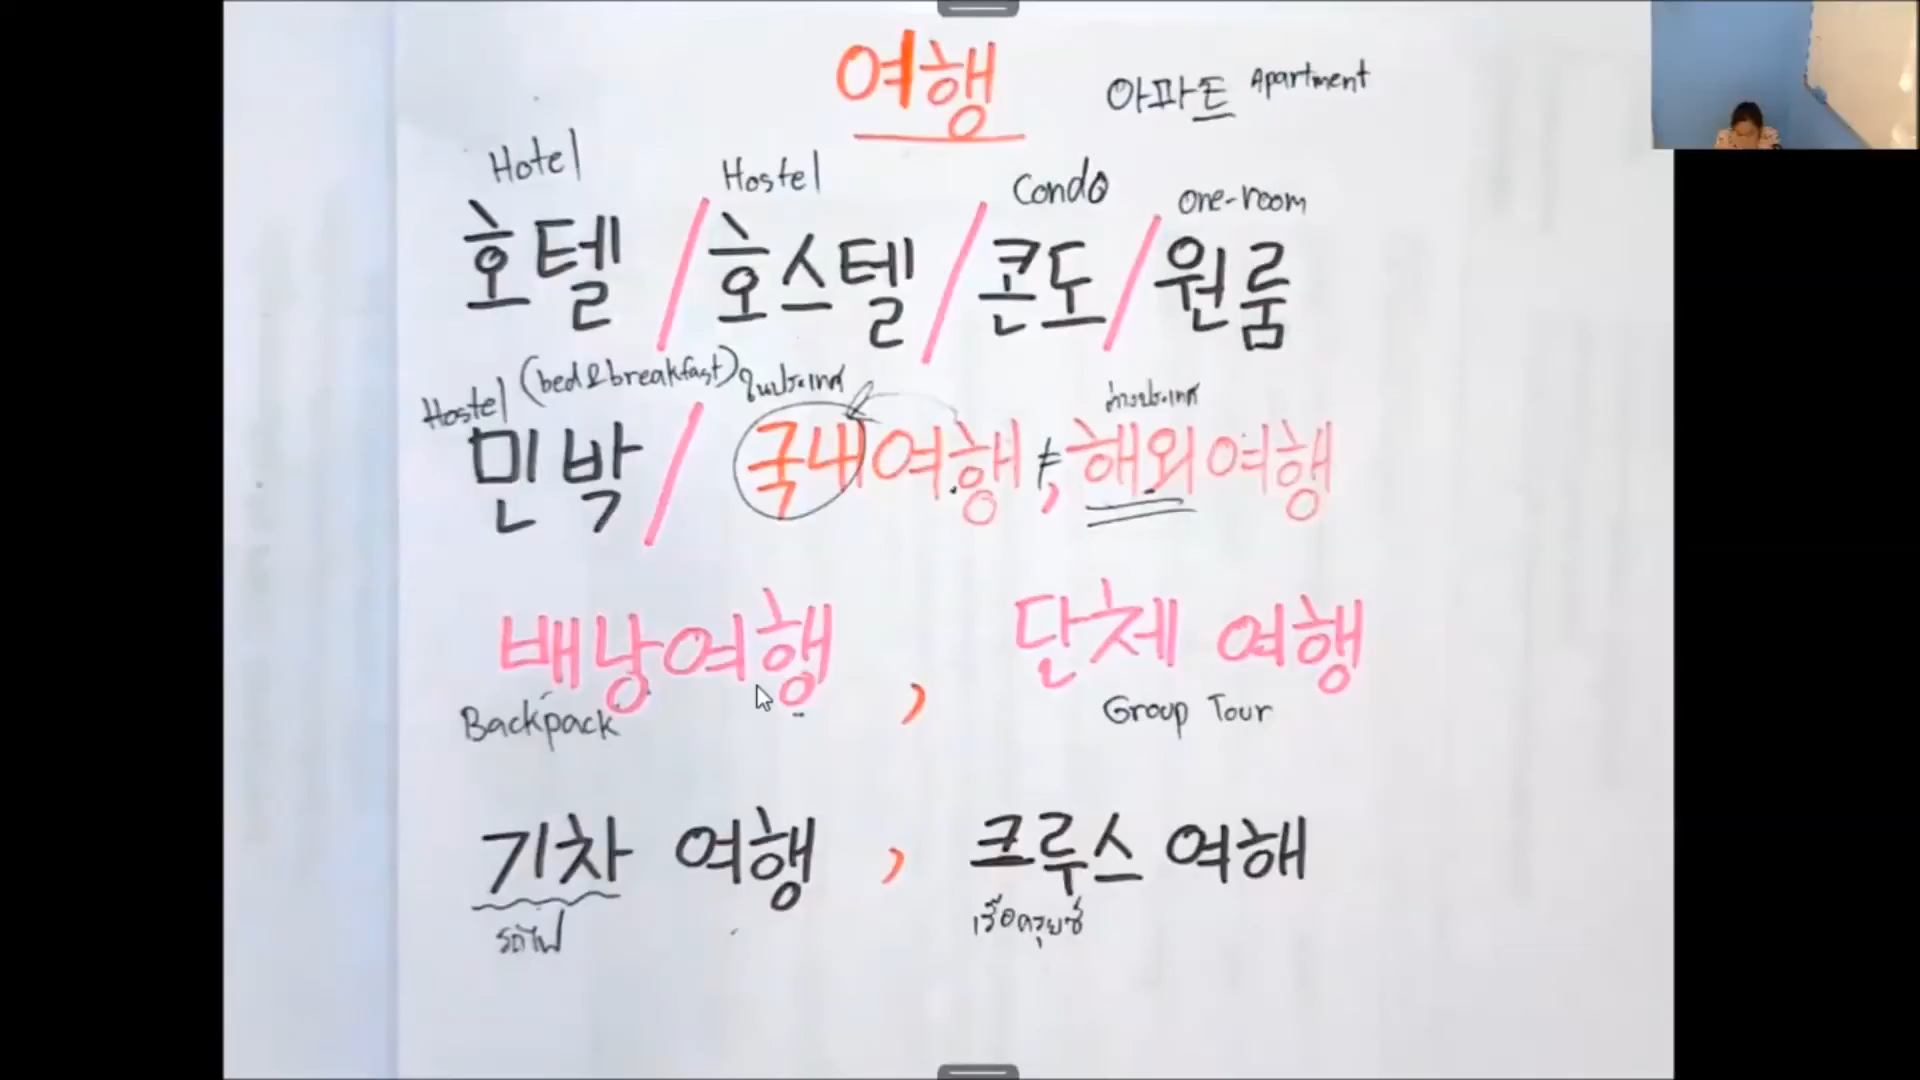 여행
아파트 Apartment
Hotel Hostel Condo one-room
호텔 / 호스텔 / 콘도 / 원룸
Hostel (bed & breakfast) ในประเทศ ต่างประเทศ
민박 / 국내여행 ≠, 해외여행
배낭여행 , 단체 여행
Backpack Group Tour
기차 여행 , 크루스 여해
รถไฟ เรือครุยซ์